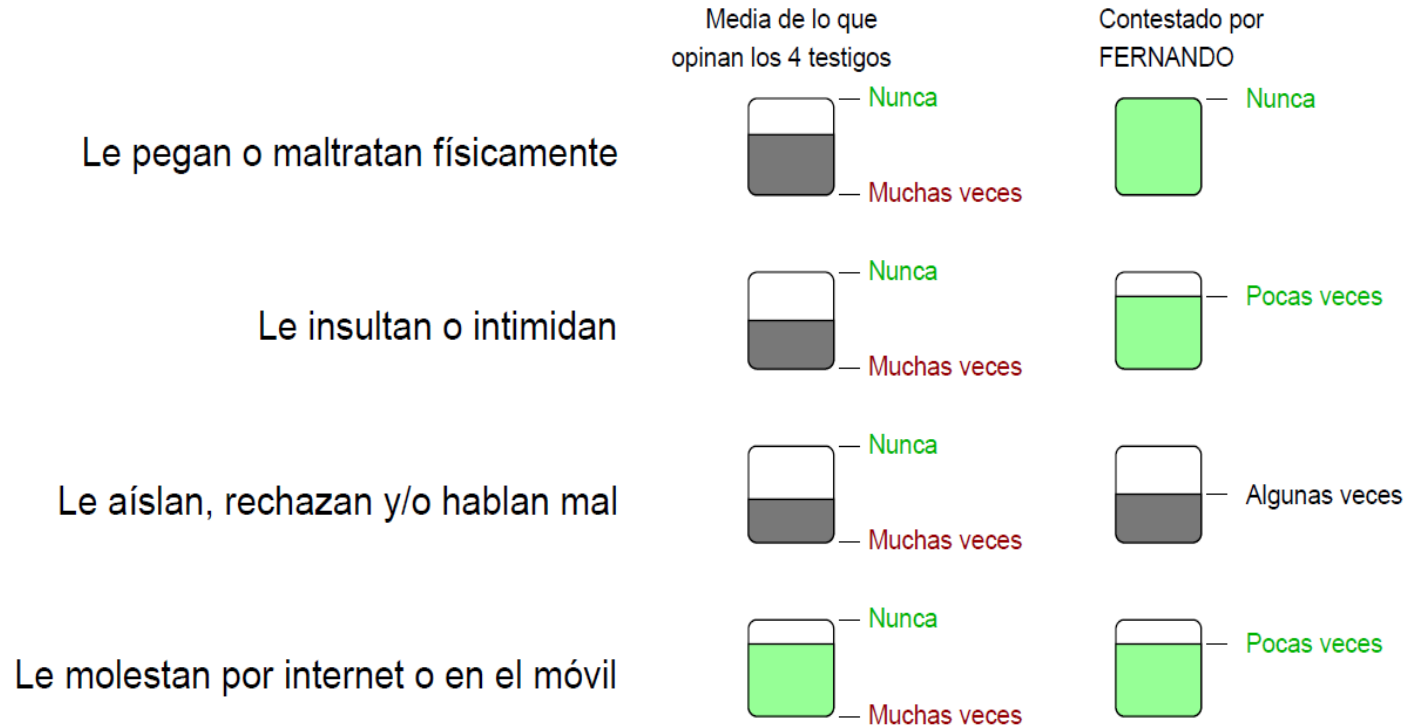 Media de lo que
opinan los 4 testigos
Contestado por
FERNANDO
Le pegan o maltratan físicamente
Nunca
Muchas veces
Nunca
Le insultan o intimidan
Nunca
Muchas veces
Pocas veces
Le aíslan, rechazan y/o hablan mal
Nunca
Muchas veces
Algunas veces
Le molestan por internet o en el móvil
Nunca
Muchas veces
Pocas veces